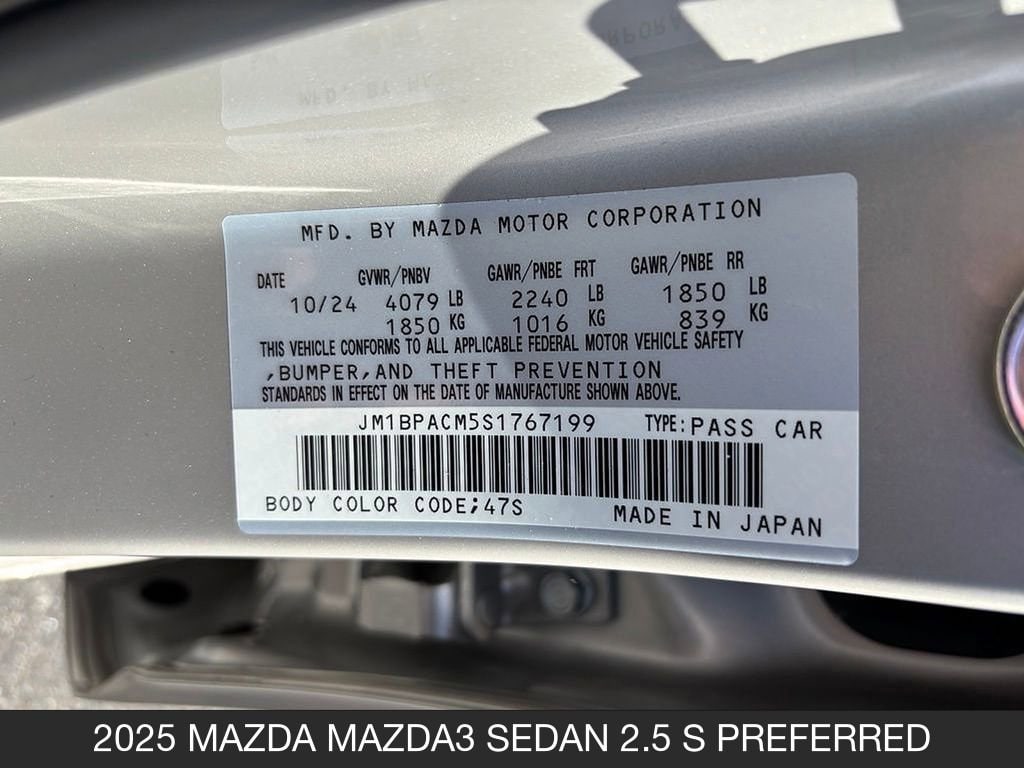 MFD. BY MAZDA MOTOR CORPORATION
DATE GVWR/PNBV GAWR/PNBE FRT GAWR/PNBE RR
10/24 4079 LB 2240 LB 1850 LB
1850 KG 1016 KG 839 KG
THIS VEHICLE CONFORMS TO ALL APPLICABLE FEDERAL MOTOR VEHICLE SAFETY
,BUMPER,AND THEFT PREVENTION
STANDARDS IN EFFECT ON THE DATE OF MANUFACTURE SHOWN ABOVE.
JM1BPACM5S1767199 TYPE:PASS CAR
BODY COLOR CODE;47S MADE IN JAPAN
2025 MAZDA MAZDA3 SEDAN 2.5 S PREFERRED